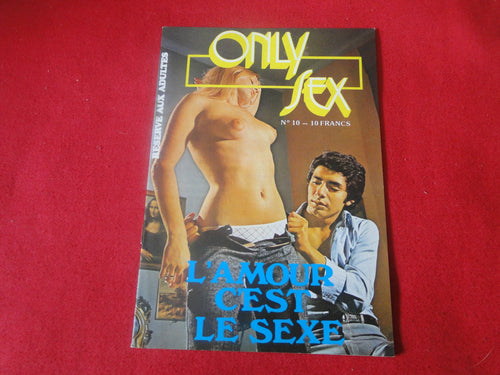 ONLY
SEX
N° 10 — 10 FRANCS
RÉSERVÉ AUX ADULTES
L'AMOUR
C'EST
LE SEXE